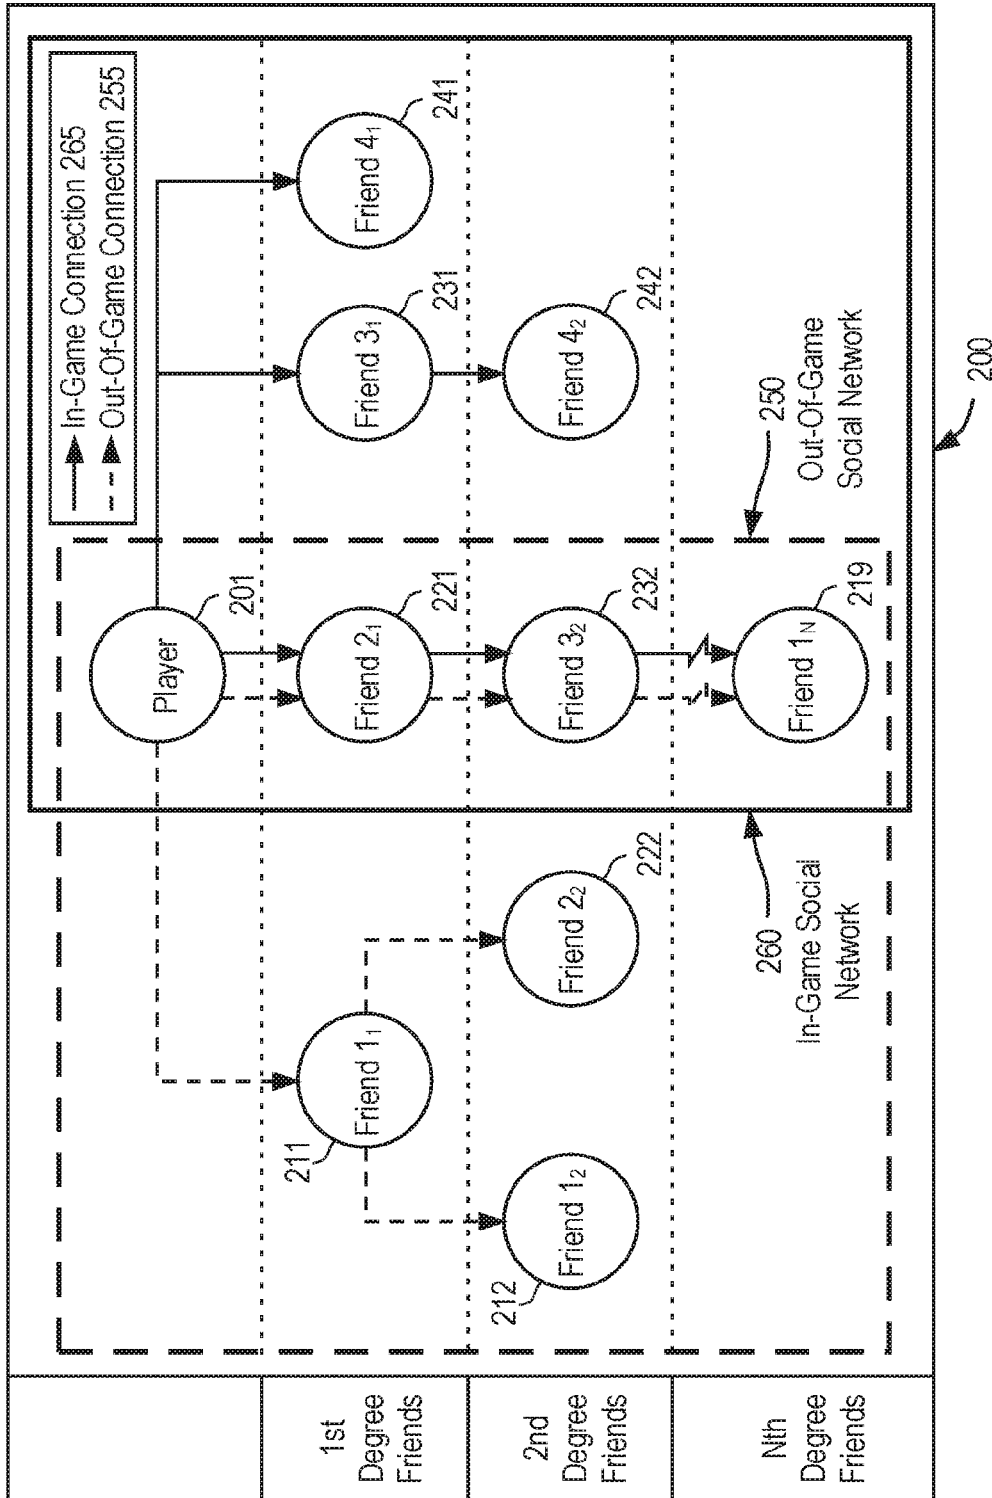 In-Game Connection 265
Out-Of-Game Connection 255
Player
201
1st
Degree
Friends
211
Friend 1₁
Friend 2₁
221
Friend 3₁
231
Friend 4₁
241
2nd
Degree
Friends
212
Friend 1₂
Friend 2₂
222
Friend 3₂
232
Friend 4₂
242
Nth
Degree
Friends
260
In-Game Social
Network
Friend 1N
219
250
Out-Of-Game
Social Network
200